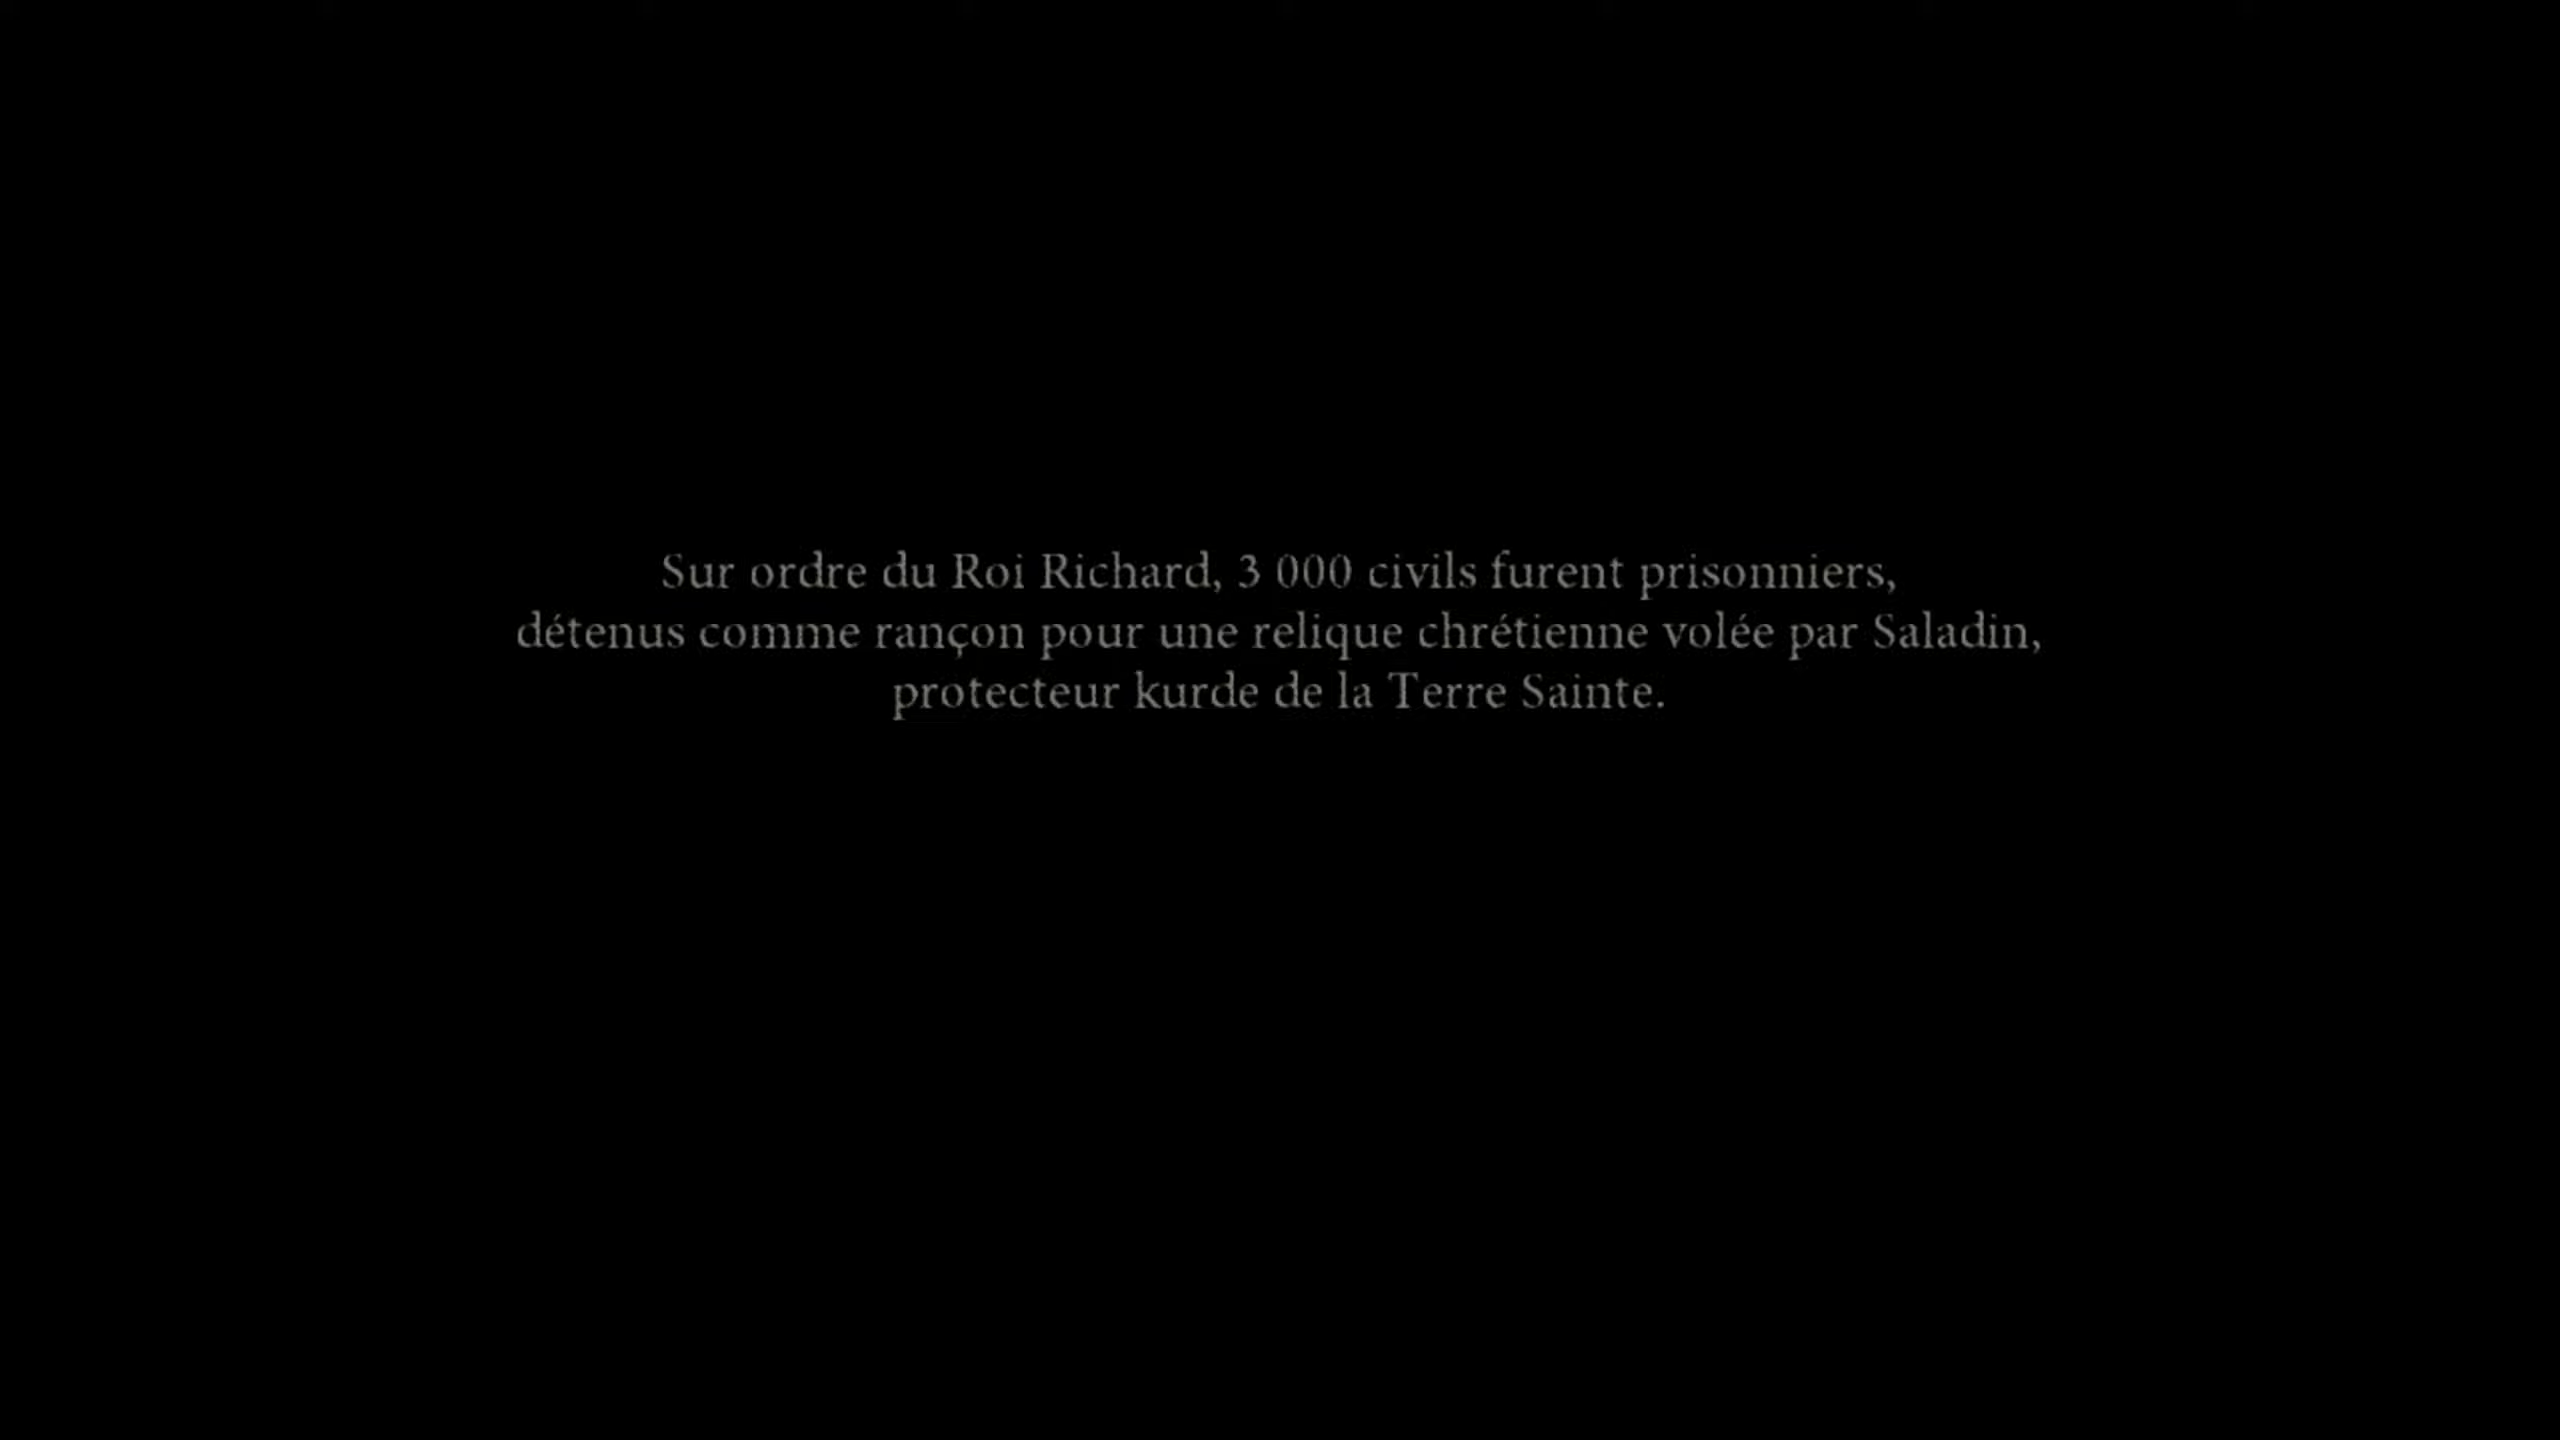 Sur ordre du Roi Richard, 3 000 civils furent prisonniers,
détenus comme rançon pour une relique chrétienne volée par Saladin,
protecteur kurde de la Terre Sainte.